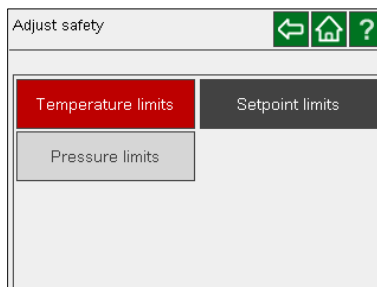 Adjust safety
?
Temperature limits
Setpoint limits
Pressure limits